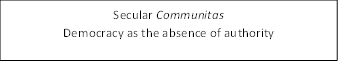 Secular Communitas
Democracy as the absence of authority